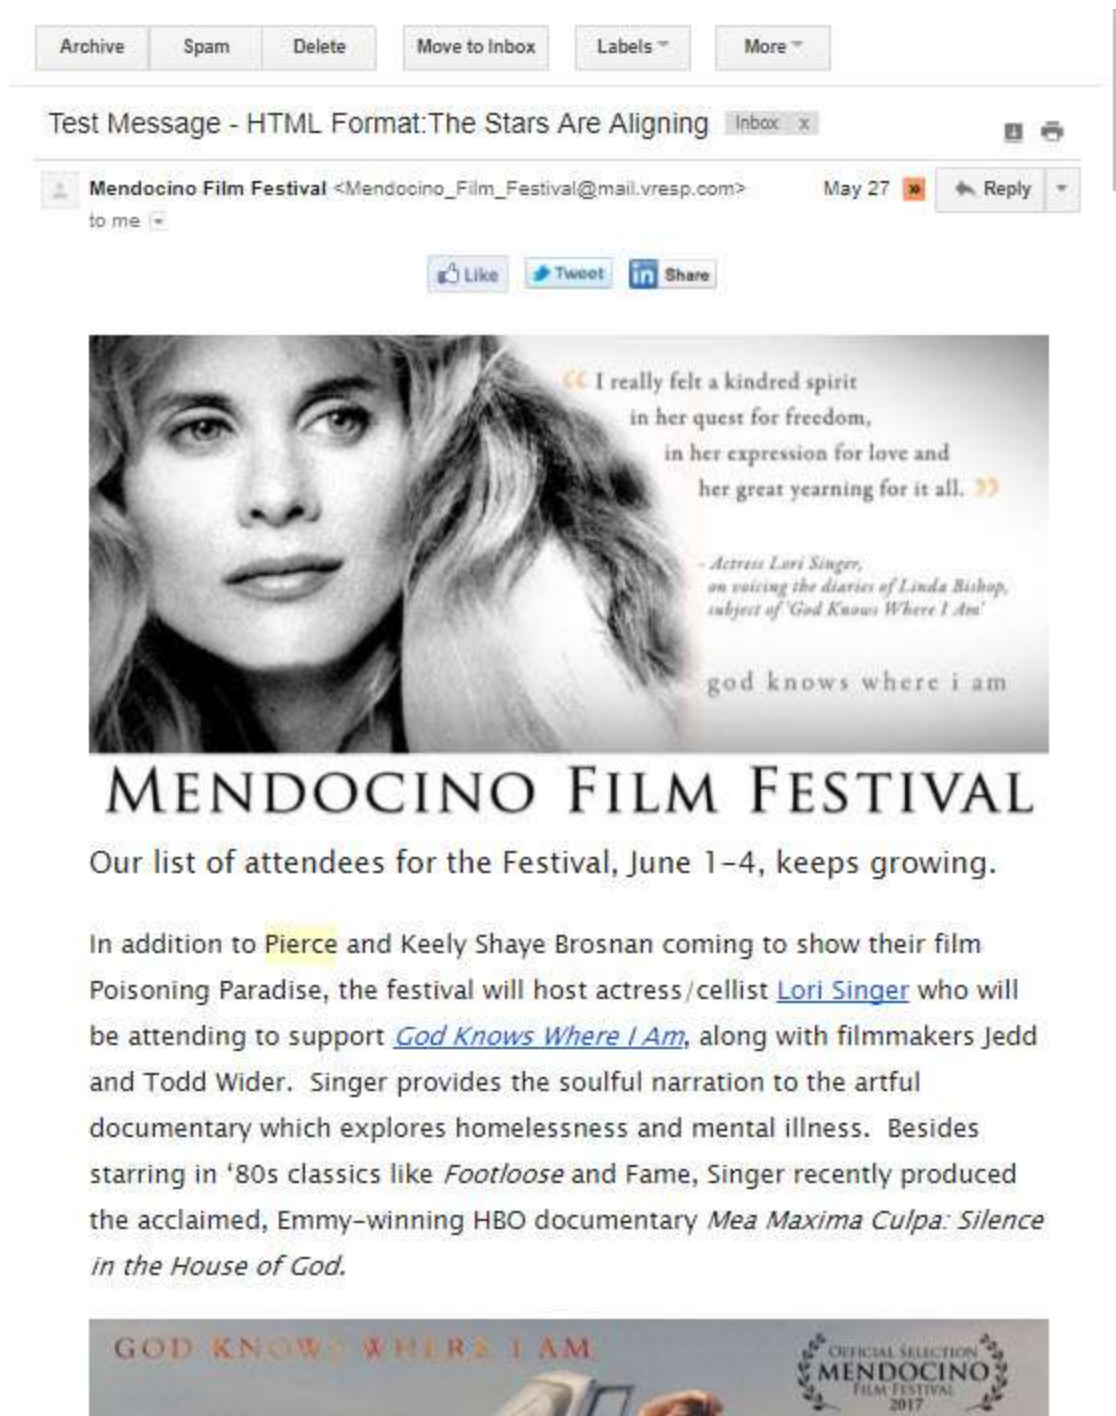 Archive Spam Delete Move to Inbox Labels More
Test Message - HTML Format:The Stars Are Aligning Inbox x
Mendocino Film Festival <Mendocino_Film_Festival@mail.vresp.com> May 27 » Reply
to me
Like Tweet in Share
“ I really felt a kindred spirit
in her quest for freedom,
in her expression for love and
her great yearning for it all. ”
- Actress Lori Singer,
on voicing the diaries of Linda Bishop,
subject of 'God Knows Where I Am'
god knows where i am
MENDOCINO FILM FESTIVAL
Our list of attendees for the Festival, June 1–4, keeps growing.
In addition to Pierce and Keely Shaye Brosnan coming to show their film
Poisoning Paradise, the festival will host actress/cellist Lori Singer who will
be attending to support God Knows Where I Am, along with filmmakers Jedd
and Todd Wider.  Singer provides the soulful narration to the artful
documentary which explores homelessness and mental illness.  Besides
starring in ‘80s classics like Footloose and Fame, Singer recently produced
the acclaimed, Emmy–winning HBO documentary Mea Maxima Culpa: Silence
in the House of God.
GOD KNOWS WHERE I AM
OFFICIAL SELECTION
MENDOCINO
FILM FESTIVAL
2017